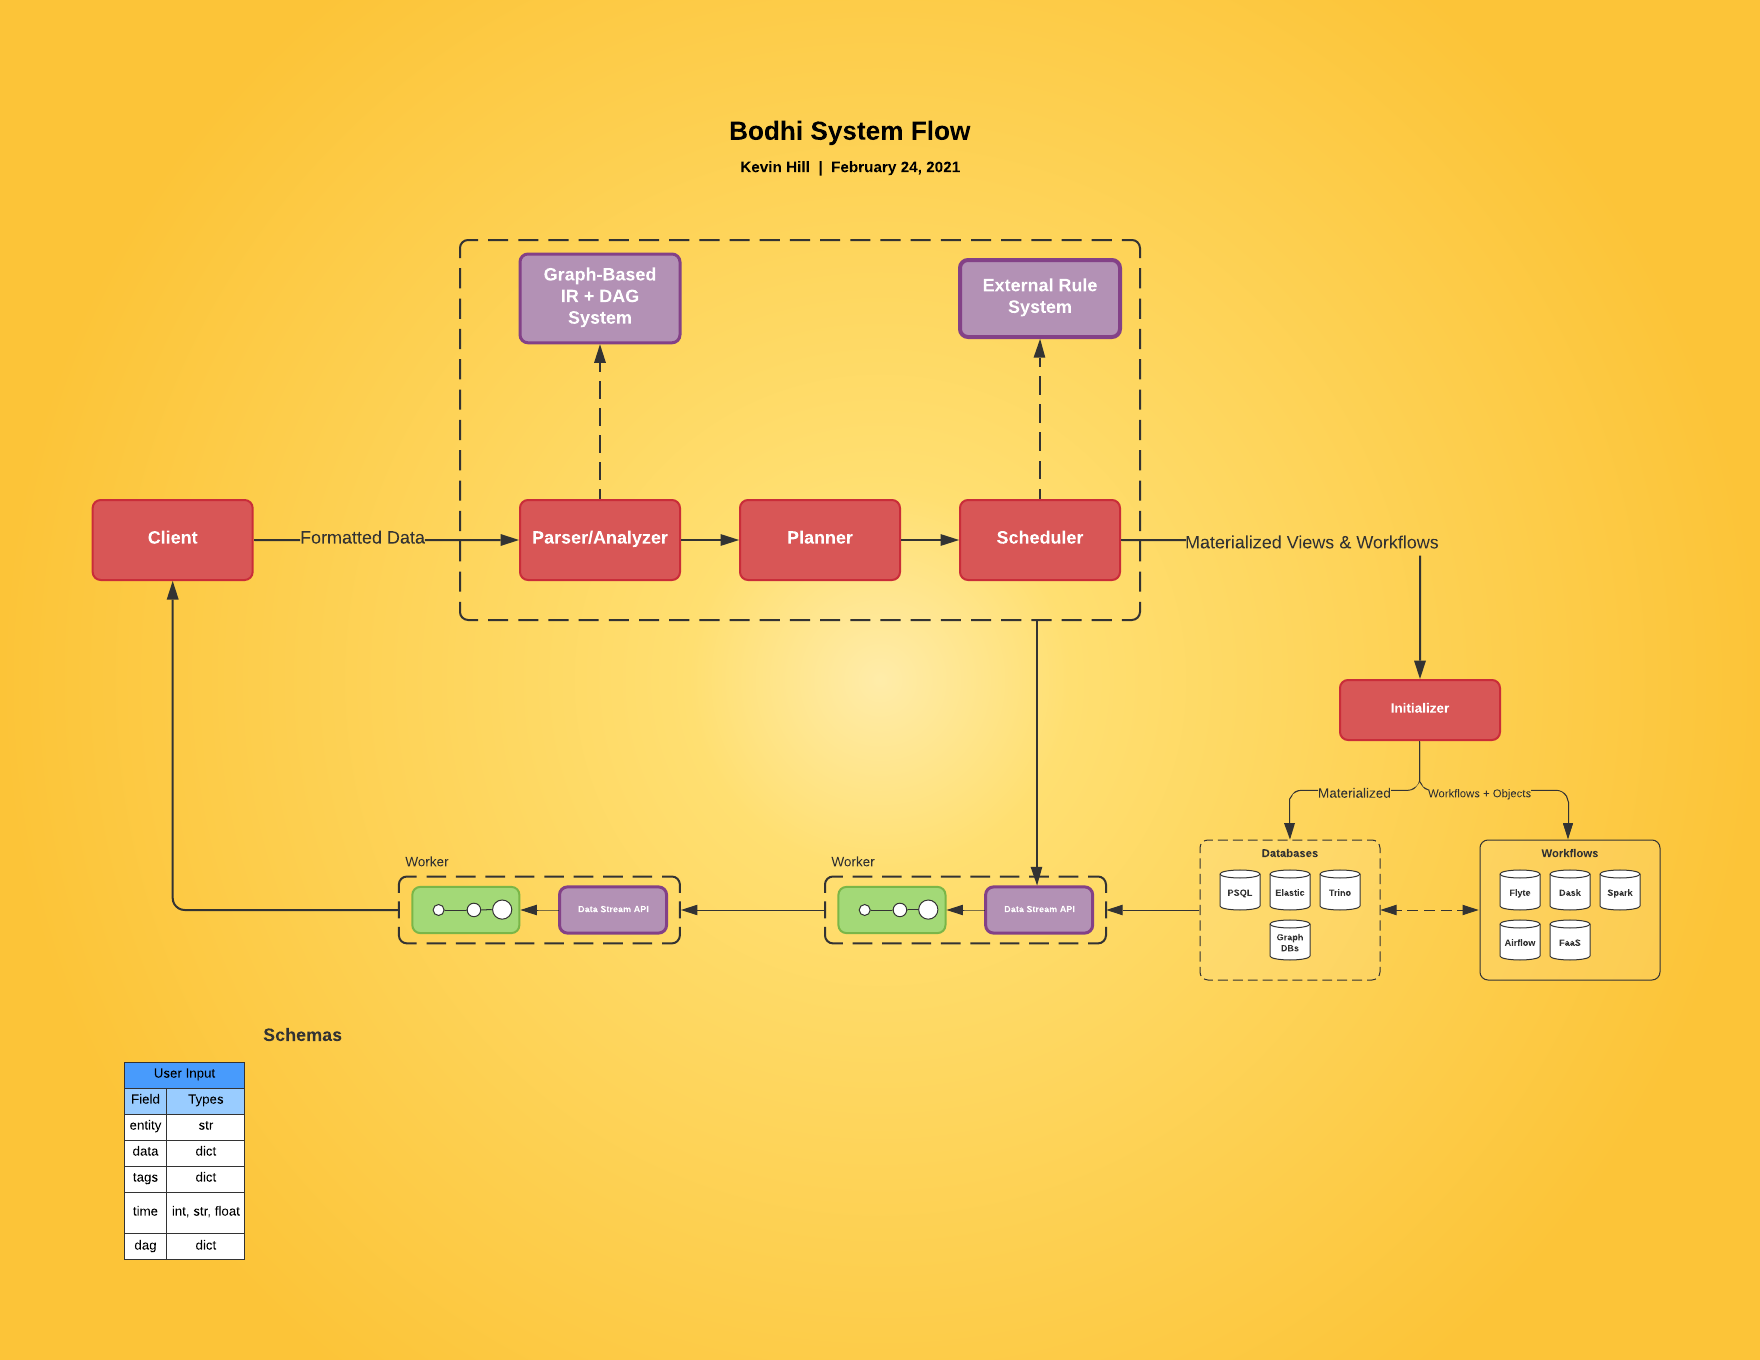 Bodhi System Flow
Kevin Hill | February 24, 2021
Graph-Based
IR + DAG
System
External Rule
System
Client
Formatted Data
Parser/Analyzer
Planner
Scheduler
Materialized Views & Workflows
Initializer
Materialized
Workflows + Objects
Worker
Data Stream API
Worker
Data Stream API
Databases
PSQL
Elastic
Trino
Graph
DBs
Workflows
Flyte
Dask
Spark
Airflow
FaaS
Schemas
User Input
Field Types
entity str
data dict
tags dict
time int, str, float
dag dict